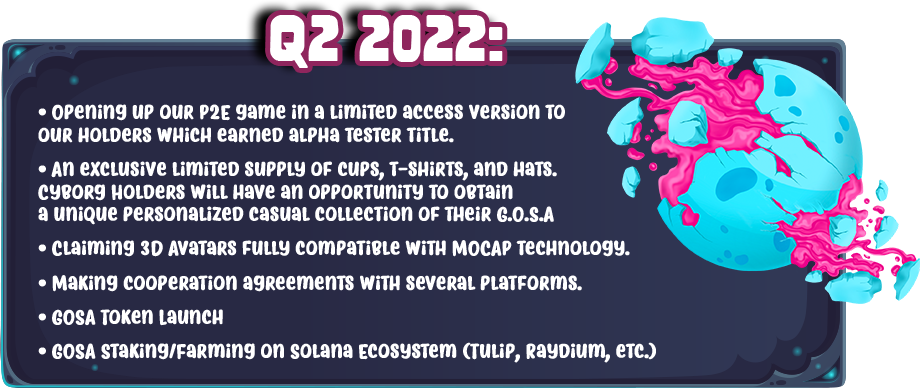 Q2 2022:
• Opening up our P2E game in a limited access version to
our holders which earned alpha tester title.
• An exclusive limited supply of cups, T-shirts, and hats.
Cyborg holders will have an opportunity to obtain
a unique personalized casual collection of their G.O.S.A
• Claiming 3D Avatars fully compatible with MOCAP technology.
• Making cooperation agreements with several platforms.
• GOSA Token launch
• GOSA Staking/Farming on Solana Ecosystem (Tulip, Raydium, etc.)